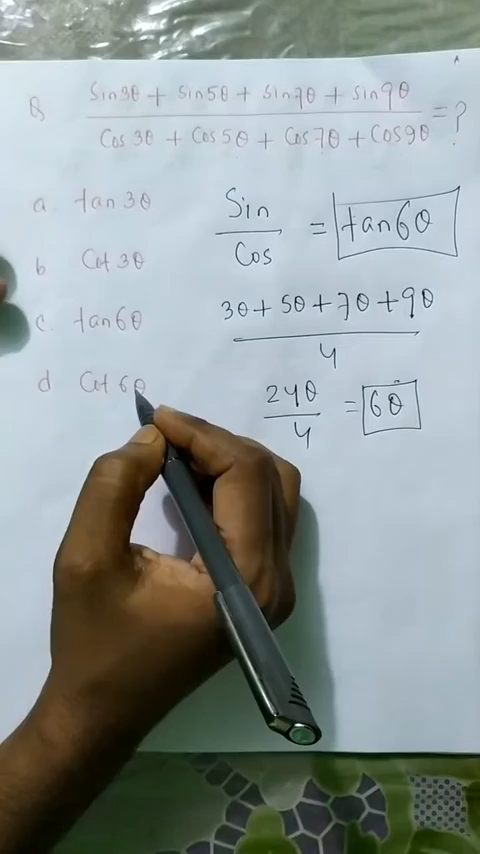 Q sin3θ + sin5θ + sin7θ + sin9θ
Cos3θ + Cos5θ + Cos7θ + Cos9θ = ?
a. tan3θ
b Cot3θ
c. tan6θ
d Cot6θ
Sin
Cos = tan6θ
3θ + 5θ + 7θ + 9θ
4
24θ
4 = 6θ